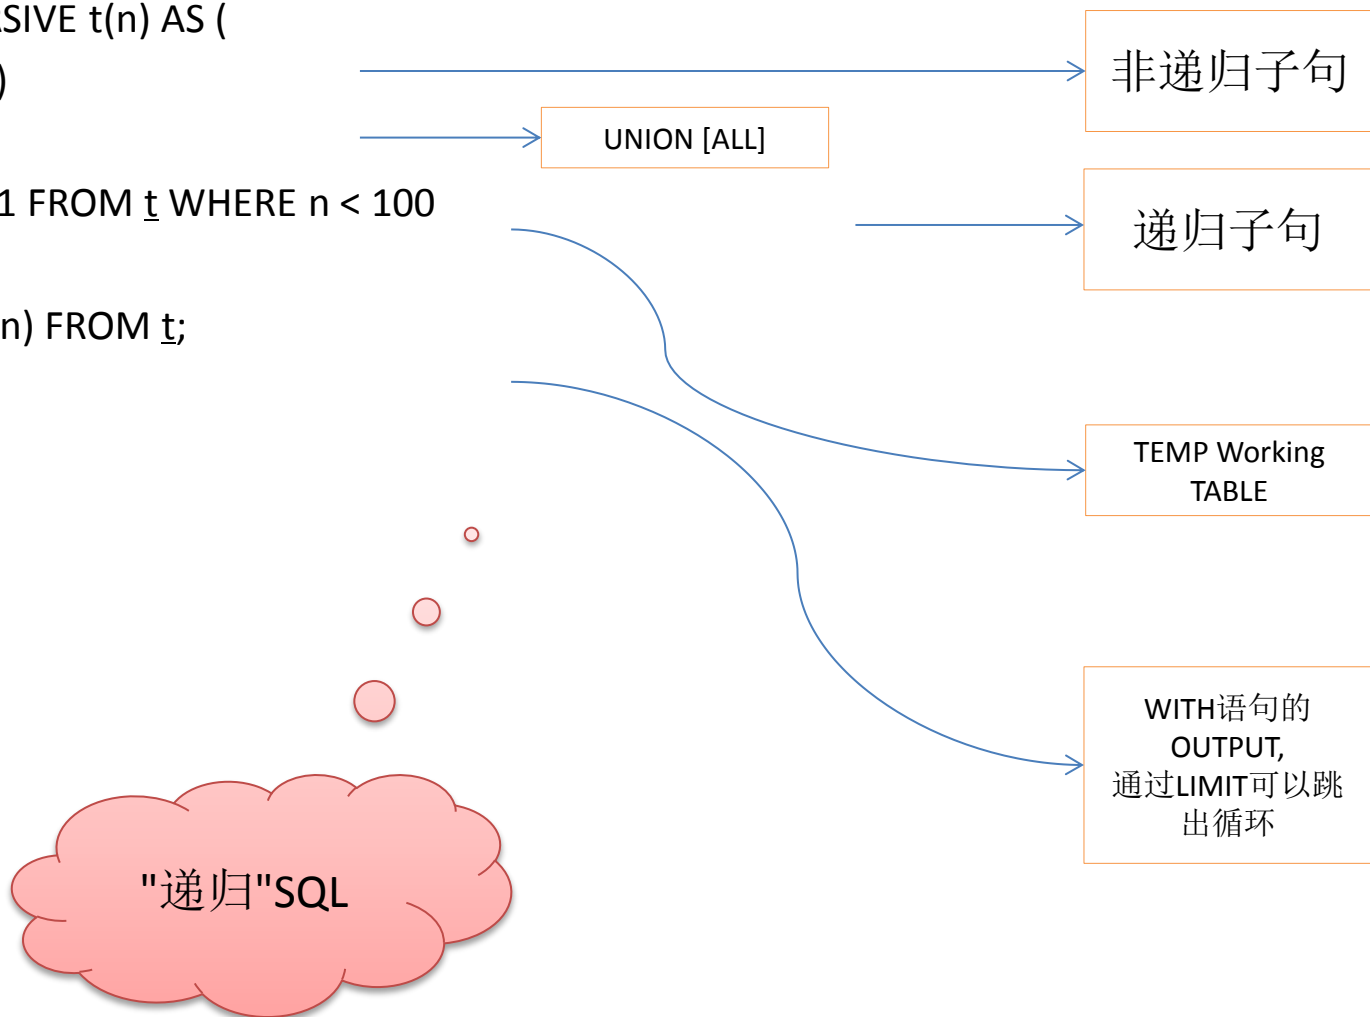 RSIVE t(n) AS (
)
非递归子句
UNION [ALL]
1 FROM t WHERE n < 100
递归子句
n) FROM t;
TEMP Working
TABLE
WITH语句的
OUTPUT,
通过LIMIT可以跳
出循环
"递归"SQL